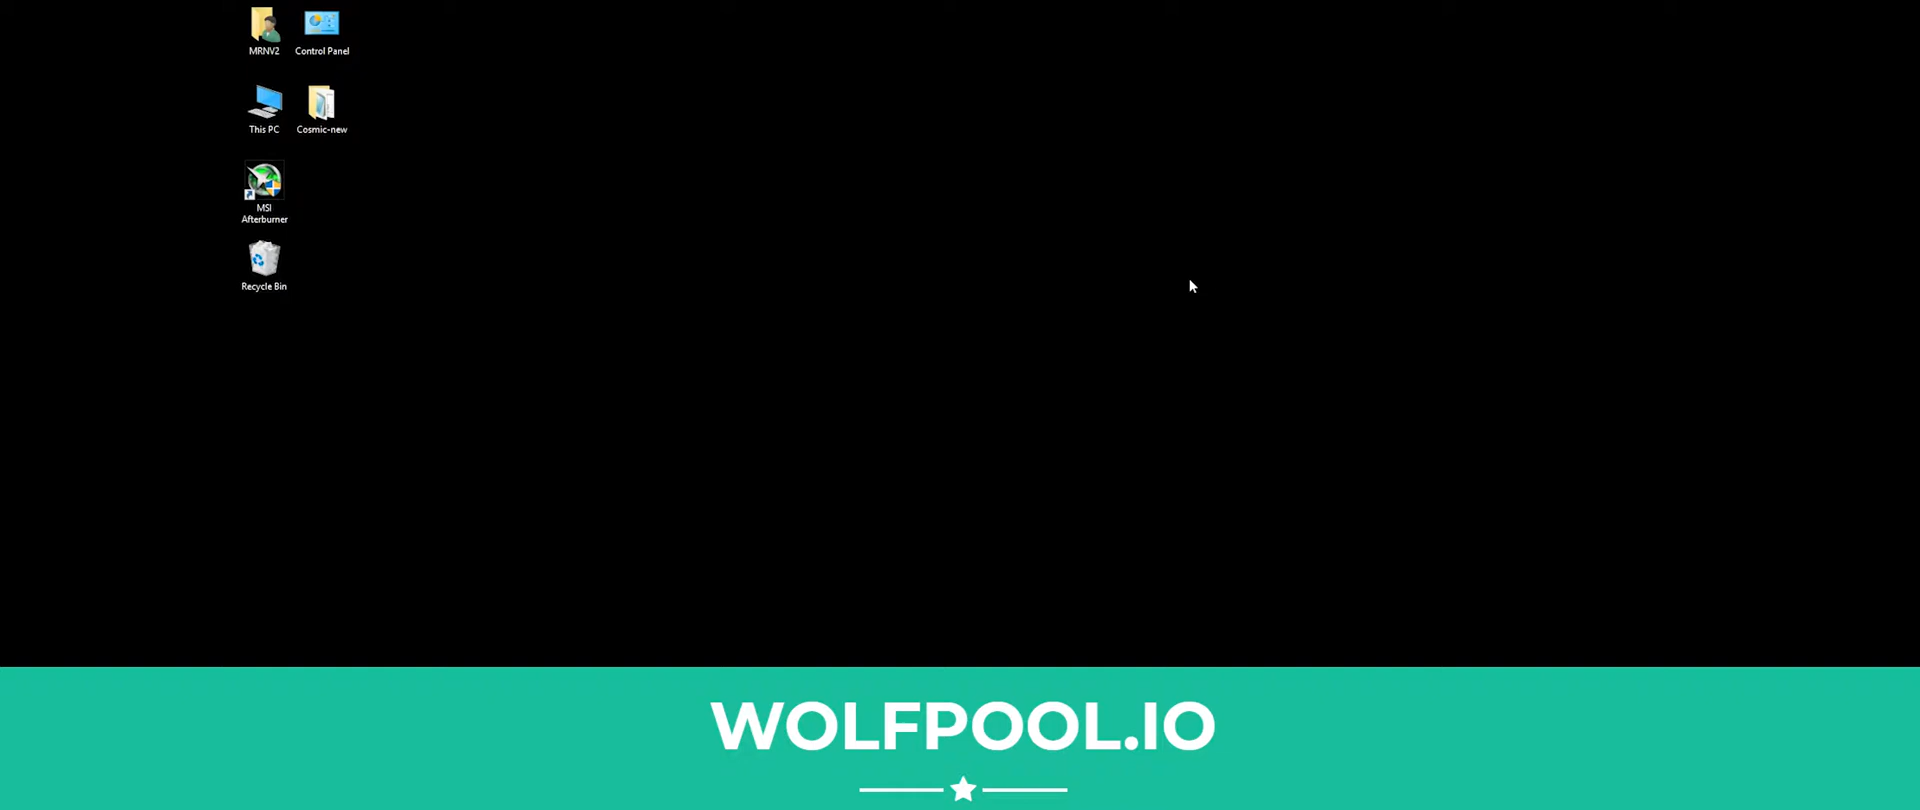 MRNV2
Control Panel
This PC
Cosmic-new
MSI
Afterburner
Recycle Bin
WOLFPOOL.IO